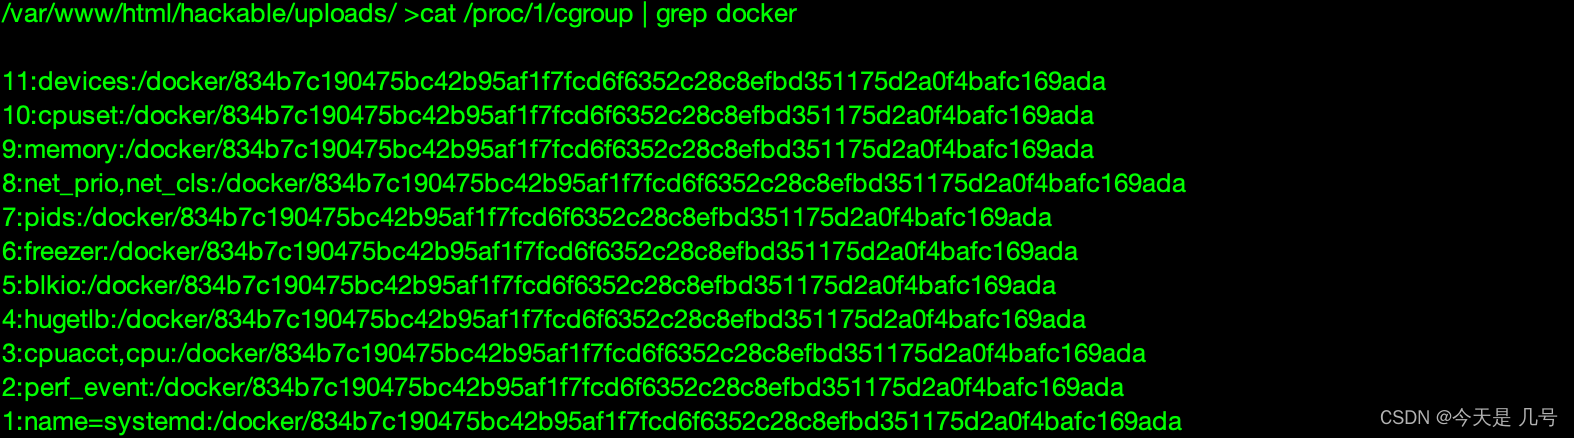 /var/www/html/hackable/uploads/ >cat /proc/1/cgroup | grep docker
11:devices:/docker/834b7c190475bc42b95af1f7fcd6f6352c28c8efbd351175d2a0f4bafc169ada
10:cpuset:/docker/834b7c190475bc42b95af1f7fcd6f6352c28c8efbd351175d2a0f4bafc169ada
9:memory:/docker/834b7c190475bc42b95af1f7fcd6f6352c28c8efbd351175d2a0f4bafc169ada
8:net_prio,net_cls:/docker/834b7c190475bc42b95af1f7fcd6f6352c28c8efbd351175d2a0f4bafc169ada
7:pids:/docker/834b7c190475bc42b95af1f7fcd6f6352c28c8efbd351175d2a0f4bafc169ada
6:freezer:/docker/834b7c190475bc42b95af1f7fcd6f6352c28c8efbd351175d2a0f4bafc169ada
5:blkio:/docker/834b7c190475bc42b95af1f7fcd6f6352c28c8efbd351175d2a0f4bafc169ada
4:hugetlb:/docker/834b7c190475bc42b95af1f7fcd6f6352c28c8efbd351175d2a0f4bafc169ada
3:cpuacct,cpu:/docker/834b7c190475bc42b95af1f7fcd6f6352c28c8efbd351175d2a0f4bafc169ada
2:perf_event:/docker/834b7c190475bc42b95af1f7fcd6f6352c28c8efbd351175d2a0f4bafc169ada
1:name=systemd:/docker/834b7c190475bc42b95af1f7fcd6f6352c28c8efbd351175d2a0f4bafc169ada
CSDN @今天是 几号